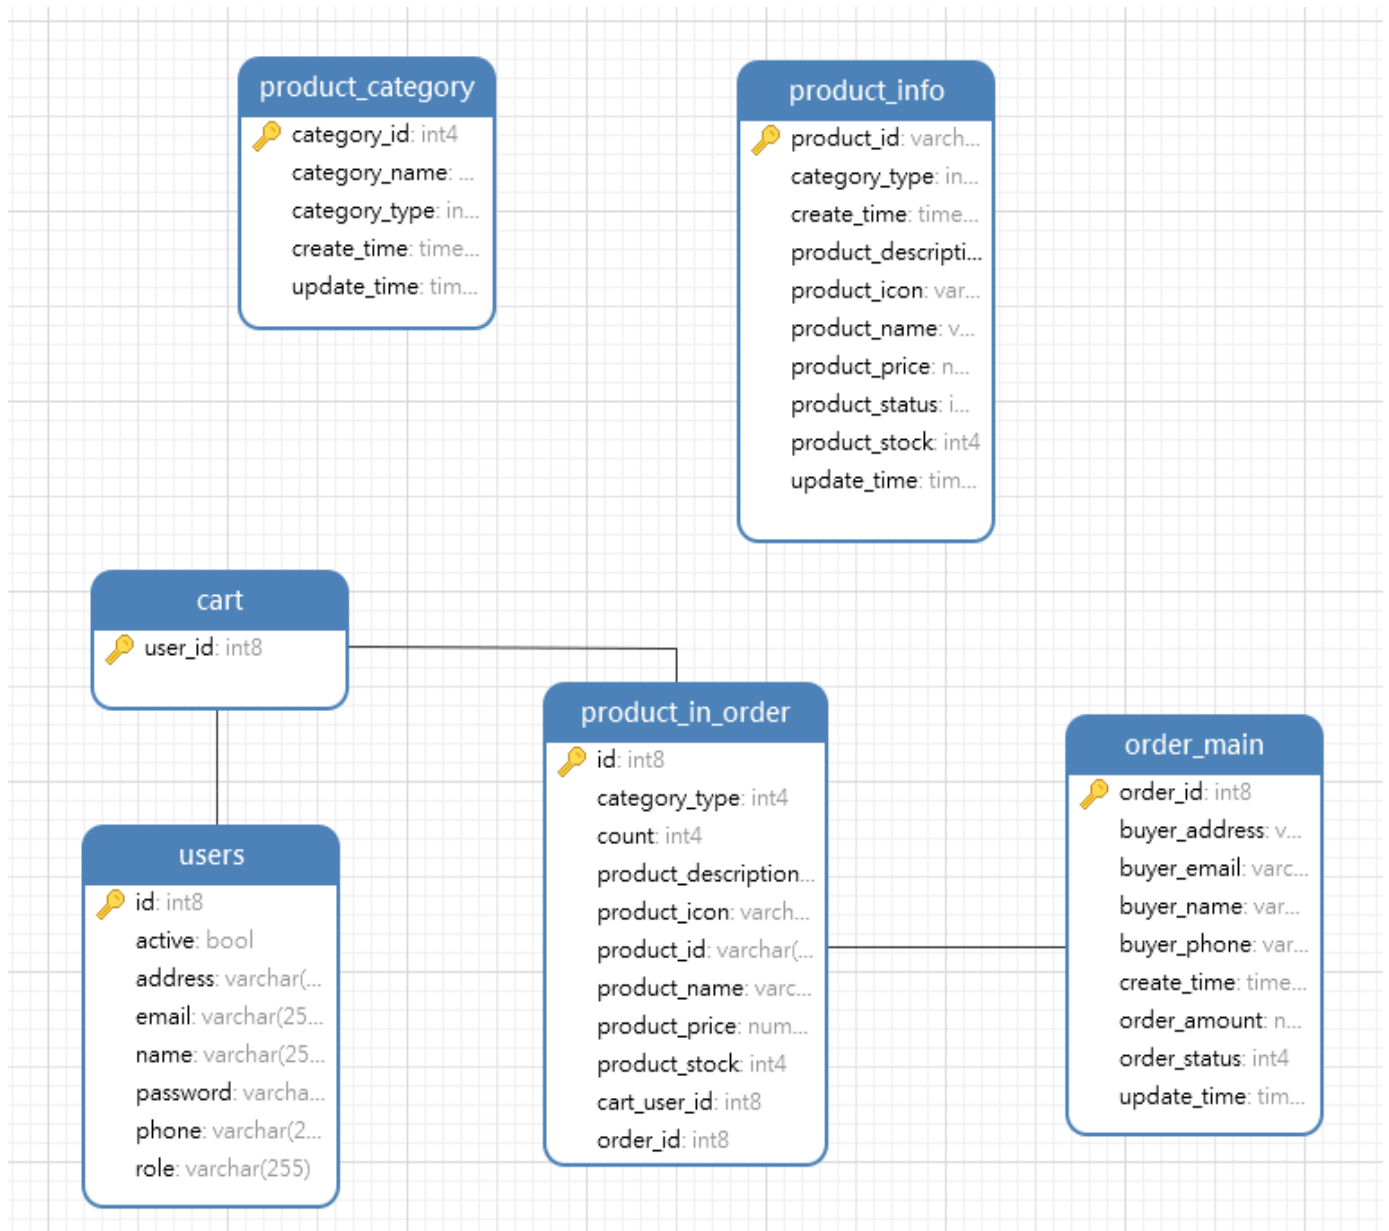 product_category
category_id: int4
category_name: ...
category_type: in...
create_time: time...
update_time: tim...
product_info
product_id: varch...
category_type: in...
create_time: time...
product_descripti...
product_icon: var...
product_name: v...
product_price: n...
product_status: i...
product_stock: int4
update_time: tim...
cart
user_id: int8
users
id: int8
active: bool
address: varchar(...
email: varchar(25...
name: varchar(25...
password: varcha...
phone: varchar(2...
role: varchar(255)
product_in_order
id: int8
category_type: int4
count: int4
product_description...
product_icon: varch...
product_id: varchar(...
product_name: varc...
product_price: num...
product_stock: int4
cart_user_id: int8
order_id: int8
order_main
order_id: int8
buyer_address: v...
buyer_email: varc...
buyer_name: var...
buyer_phone: var...
create_time: time...
order_amount: n...
order_status: int4
update_time: tim...